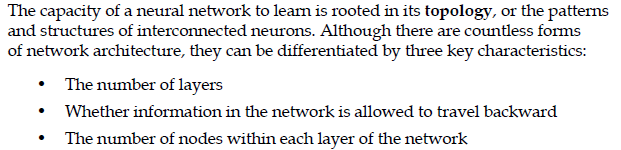 The capacity of a neural network to learn is rooted in its topology, or the patterns
and structures of interconnected neurons. Although there are countless forms
of network architecture, they can be differentiated by three key characteristics:
• The number of layers
• Whether information in the network is allowed to travel backward
• The number of nodes within each layer of the network